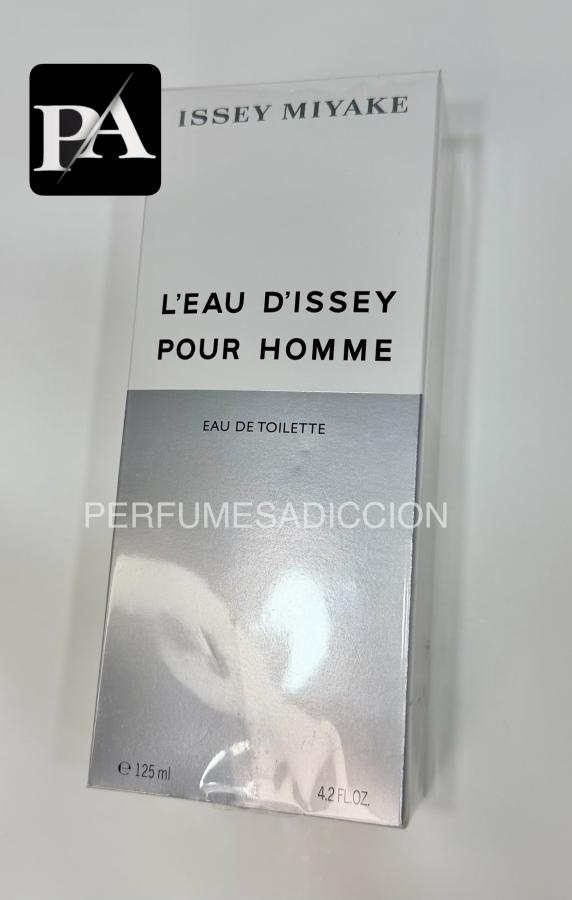 PA
ISSEY MIYAKE
L'EAU D'ISSEY
POUR HOMME
EAU DE TOILETTE
PERFUMESADICCION
℮ 125 ml
4.2 FL.OZ.